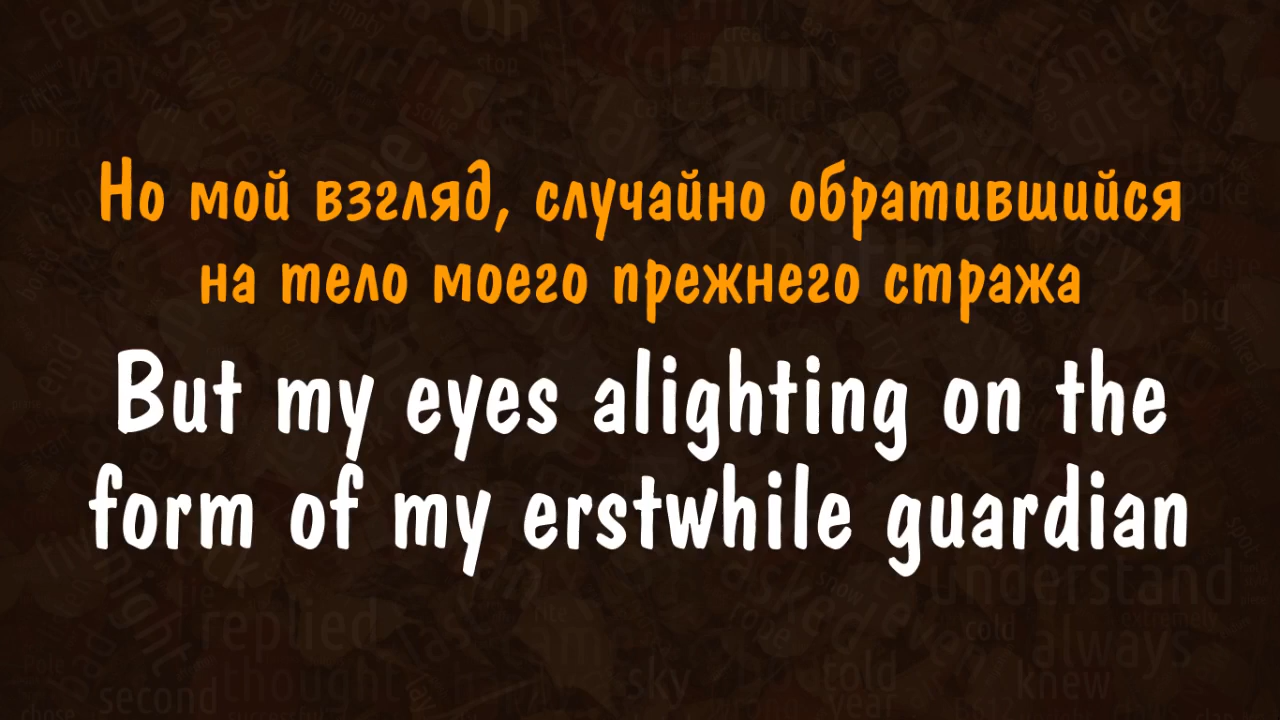 Но мой взгляд, случайно обратившийся
на тело моего прежнего стража
But my eyes alighting on the
form of my erstwhile guardian